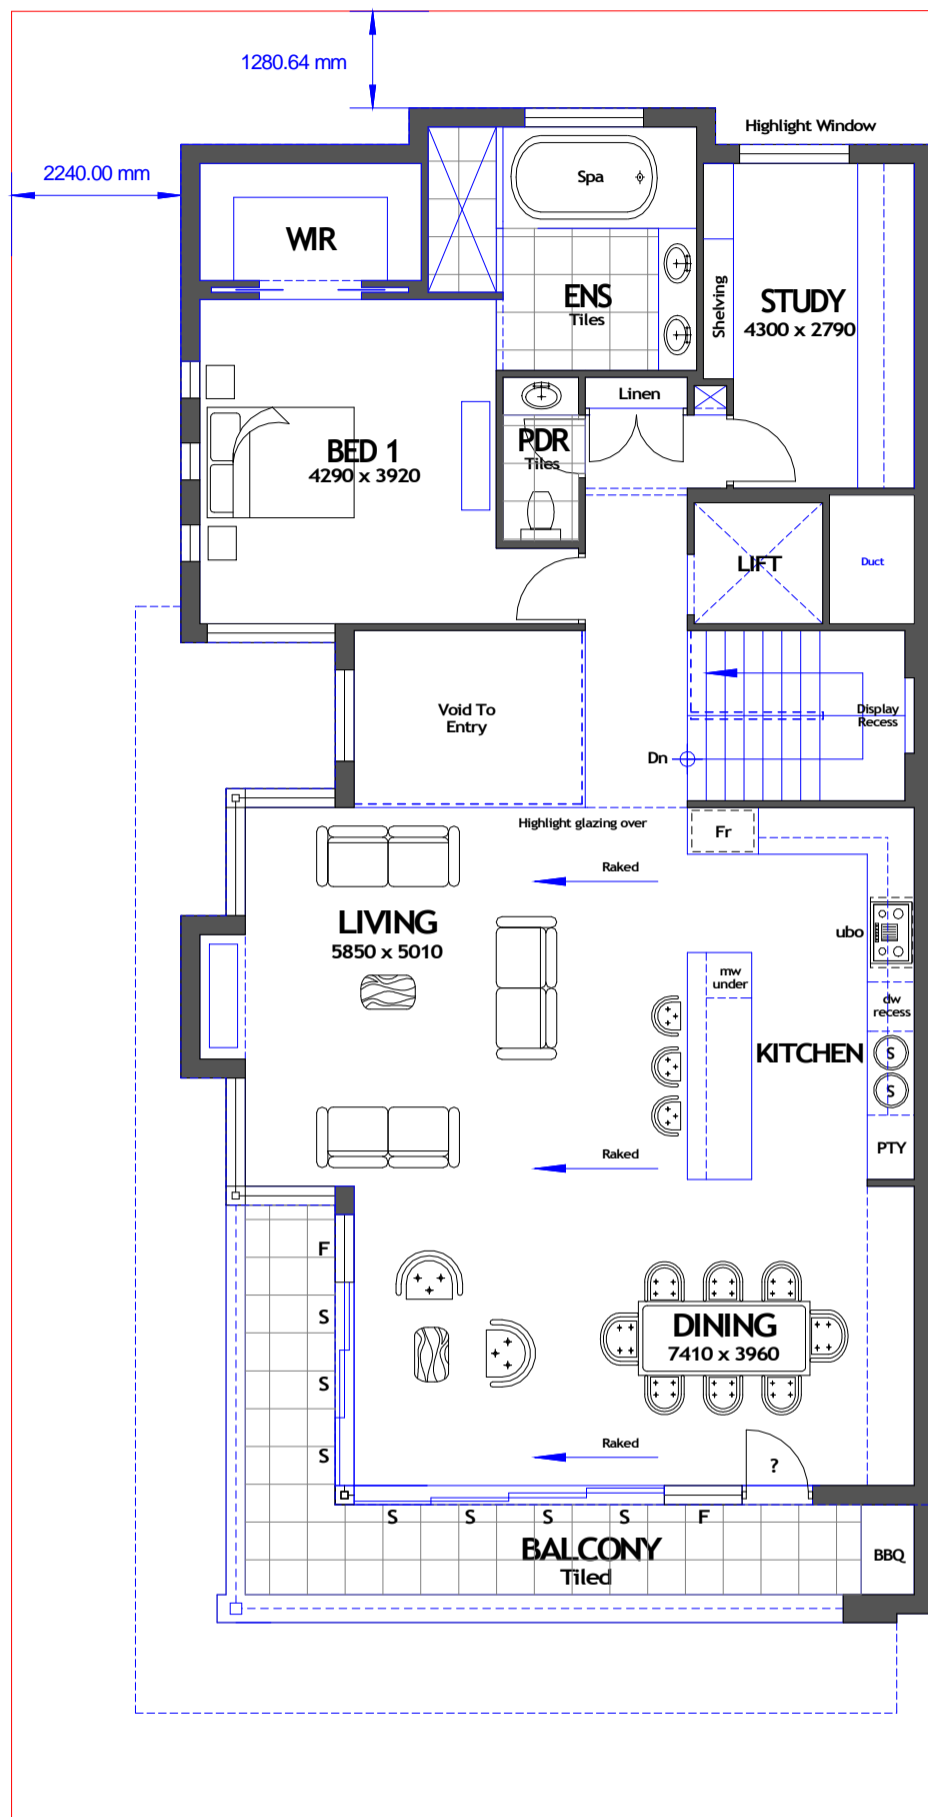 1280.64 mm
Highlight Window
2240.00 mm
Spa
WIR
ENS
Tiles
Shelving
STUDY
4300 x 2790
Linen
PDR
Tiles
BED 1
4290 x 3920
LIFT
Duct
Void To
Entry
Display
Recess
Dn
Highlight glazing over
Fr
Raked
LIVING
5850 x 5010
ubo
mw
under
dw
recess
KITCHEN
S
S
PTY
Raked
F
S
S
S
DINING
7410 x 3960
Raked
?
S
S
S
S
F
BALCONY
Tiled
BBQ